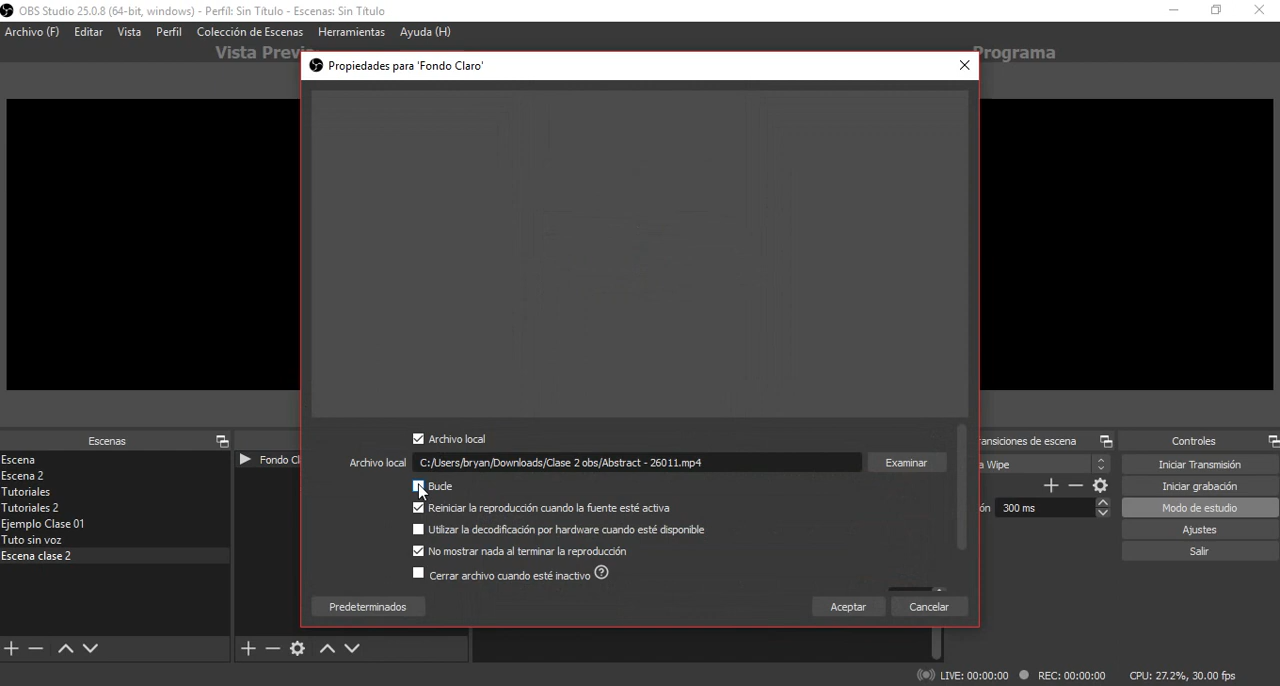 OBS Studio 25.0.8 (64-bit, windows) - Perfil: Sin Título - Escenas: Sin Título
Archivo (F) Editar Vista Perfil Colección de Escenas Herramientas Ayuda (H)
Vista Previa
Programa
Propiedades para 'Fondo Claro'
Archivo local
Archivo local C:/Users/bryan/Downloads/Clase 2 obs/Abstract - 26011.mp4 Examinar
Bucle
Reiniciar la reproducción cuando la fuente esté activa
Utilizar la decodificación por hardware cuando esté disponible
No mostrar nada al terminar la reproducción
Cerrar archivo cuando esté inactivo ?
Predeterminados Aceptar Cancelar
Escenas
Escena
Escena 2
Tutoriales
Tutoriales 2
Ejemplo Clase 01
Tuto sin voz
Escena clase 2
Fondo Cl
ansiciones de escena
a Wipe
ón 300 ms
Controles
Iniciar Transmisión
Iniciar grabación
Modo de estudio
Ajustes
Salir
LIVE: 00:00:00 REC: 00:00:00 CPU: 27.2%, 30.00 fps